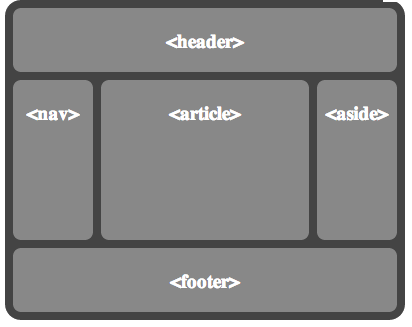 <header>
<nav>
<article>
<aside>
<footer>